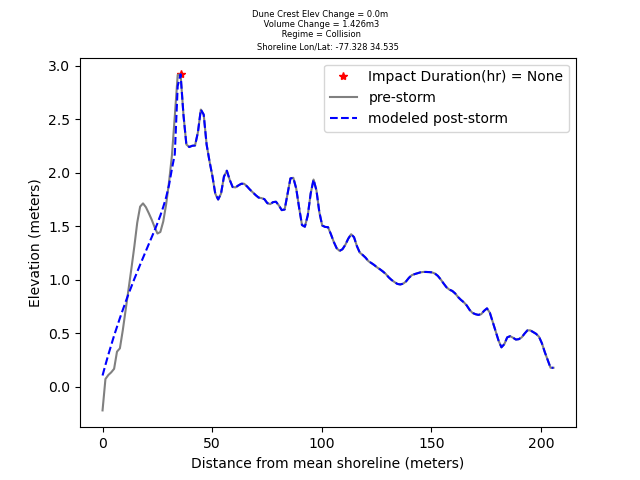 Dune Crest Elev Change = 0.0m
Volume Change = 1.426m3
Regime = Collision
Shoreline Lon/Lat: -77.328 34.535
Impact Duration(hr) = None
pre-storm
modeled post-storm
Elevation (meters)
3.0
2.5
2.0
1.5
1.0
0.5
0.0
0 50 100 150 200
Distance from mean shoreline (meters)